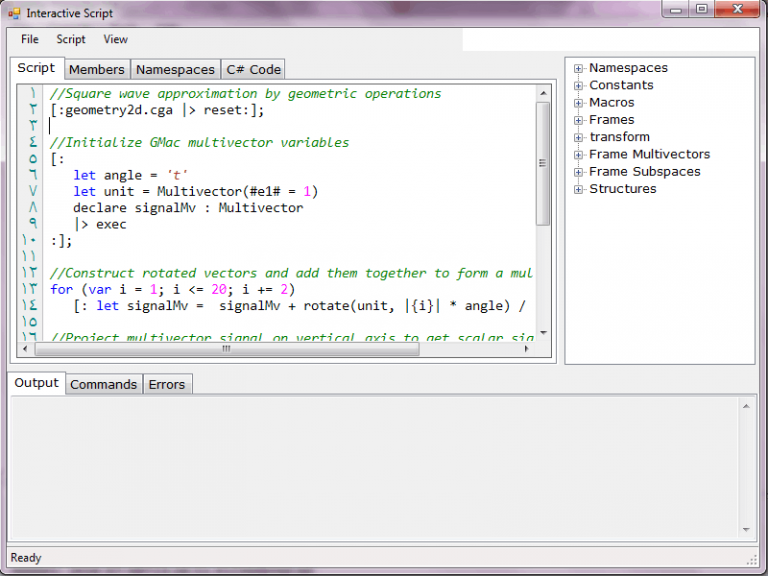 Interactive Script
File Script View
Script Members Namespaces C# Code
١ //Square wave approximation by geometric operations
٢ [:geometry2d.cga |> reset:];
٣
٤ //Initialize GMac multivector variables
٥ [:
٦ let angle = 't'
٧ let unit = Multivector(#e1# = 1)
٨ declare signalMv : Multivector
٩ |> exec
١٠ :];
١١
١٢ //Construct rotated vectors and add them together to form a mul
١٣ for (var i = 1; i <= 20; i += 2)
١٤ [: let signalMv =  signalMv + rotate(unit, |{i}| * angle) /
١٥
١٦ //Project multivector signal on vertical axis to get scalar sig
Namespaces
Constants
Macros
Frames
transform
Frame Multivectors
Frame Subspaces
Structures
Output Commands Errors
Ready